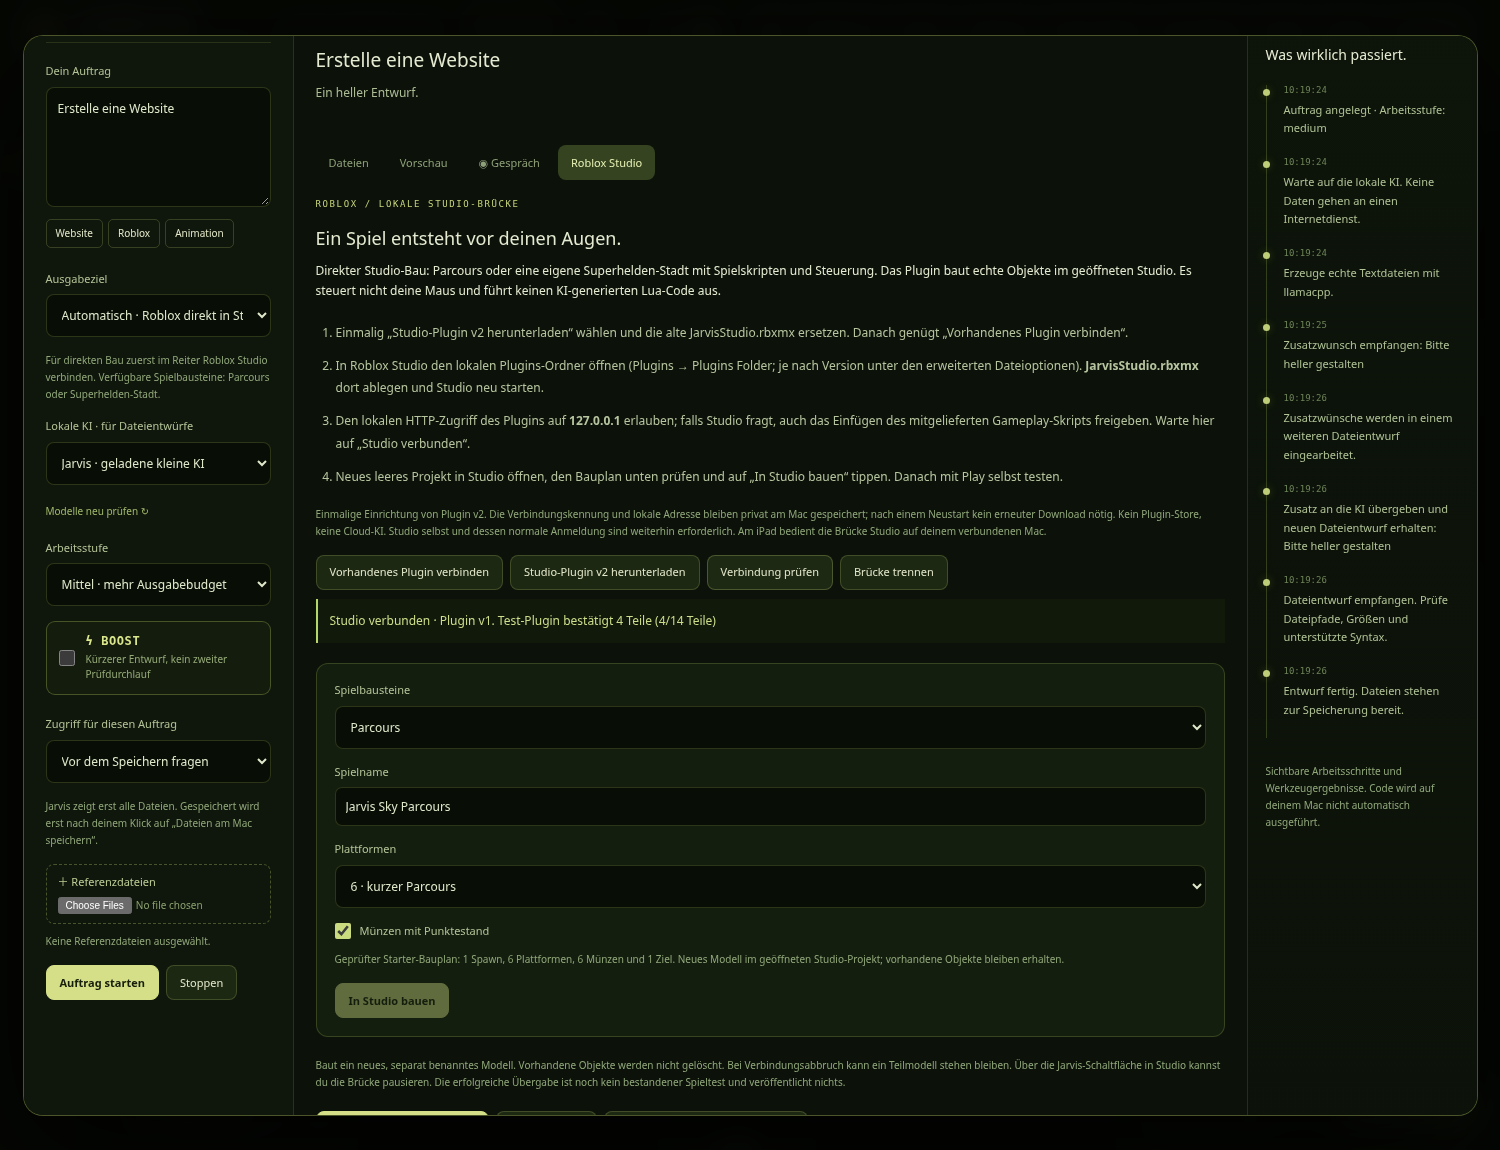 Dein Auftrag
Erstelle eine Website
Website
Roblox
Animation
Ausgabeziel
Automatisch · Roblox direkt in St
Für direkten Bau zuerst im Reiter Roblox Studio
verbinden. Verfügbare Spielbausteine: Parcours
oder Superhelden-Stadt.
Lokale KI · für Dateientwürfe
Jarvis · geladene kleine KI
Modelle neu prüfen ↻
Arbeitsstufe
Mittel · mehr Ausgabebudget
ϟ BOOST
Kürzerer Entwurf, kein zweiter
Prüfdurchlauf
Zugriff für diesen Auftrag
Vor dem Speichern fragen
Jarvis zeigt erst alle Dateien. Gespeichert wird
erst nach deinem Klick auf „Dateien am Mac
speichern“.
+ Referenzdateien
Choose Files No file chosen
Keine Referenzdateien ausgewählt.
Auftrag starten
Stoppen
Erstelle eine Website
Ein heller Entwurf.
Dateien
Vorschau
◉ Gespräch
Roblox Studio
ROBLOX / LOKALE STUDIO-BRÜCKE
Ein Spiel entsteht vor deinen Augen.
Direkter Studio-Bau: Parcours oder eine eigene Superhelden-Stadt mit Spielskripten und Steuerung. Das Plugin baut echte Objekte im geöffneten Studio. Es
steuert nicht deine Maus und führt keinen KI-generierten Lua-Code aus.
1. Einmalig „Studio-Plugin v2 herunterladen“ wählen und die alte JarvisStudio.rbxmx ersetzen. Danach genügt „Vorhandenes Plugin verbinden“.
2. In Roblox Studio den lokalen Plugins-Ordner öffnen (Plugins → Plugins Folder; je nach Version unter den erweiterten Dateioptionen). JarvisStudio.rbxmx
dort ablegen und Studio neu starten.
3. Den lokalen HTTP-Zugriff des Plugins auf 127.0.0.1 erlauben; falls Studio fragt, auch das Einfügen des mitgelieferten Gameplay-Skripts freigeben. Warte hier
auf „Studio verbunden“.
4. Neues leeres Projekt in Studio öffnen, den Bauplan unten prüfen und auf „In Studio bauen“ tippen. Danach mit Play selbst testen.
Einmalige Einrichtung von Plugin v2. Die Verbindungskennung und lokale Adresse bleiben privat am Mac gespeichert; nach einem Neustart kein erneuter Download nötig. Kein Plugin-Store,
keine Cloud-KI. Studio selbst und dessen normale Anmeldung sind weiterhin erforderlich. Am iPad bedient die Brücke Studio auf deinem verbundenen Mac.
Vorhandenes Plugin verbinden
Studio-Plugin v2 herunterladen
Verbindung prüfen
Brücke trennen
Studio verbunden · Plugin v1. Test-Plugin bestätigt 4 Teile (4/14 Teile)
Spielbausteine
Parcours
Spielname
Jarvis Sky Parcours
Plattformen
6 · kurzer Parcours
Münzen mit Punktestand
Geprüfter Starter-Bauplan: 1 Spawn, 6 Plattformen, 6 Münzen und 1 Ziel. Neues Modell im geöffneten Studio-Projekt; vorhandene Objekte bleiben erhalten.
In Studio bauen
Baut ein neues, separat benanntes Modell. Vorhandene Objekte werden nicht gelöscht. Bei Verbindungsabbruch kann ein Teilmodell stehen bleiben. Über die Jarvis-Schaltfläche in Studio kannst
du die Brücke pausieren. Die erfolgreiche Übergabe ist noch kein bestandener Spieltest und veröffentlicht nichts.
Was wirklich passiert.
10:19:24
Auftrag angelegt · Arbeitsstufe:
medium
10:19:24
Warte auf die lokale KI. Keine
Daten gehen an einen
Internetdienst.
10:19:24
Erzeuge echte Textdateien mit
llamacpp.
10:19:25
Zusatzwunsch empfangen: Bitte
heller gestalten
10:19:26
Zusatzwünsche werden in einem
weiteren Dateientwurf
eingearbeitet.
10:19:26
Zusatz an die KI übergeben und
neuen Dateientwurf erhalten:
Bitte heller gestalten
10:19:26
Dateientwurf empfangen. Prüfe
Dateipfade, Größen und
unterstützte Syntax.
10:19:26
Entwurf fertig. Dateien stehen
zur Speicherung bereit.
Sichtbare Arbeitsschritte und
Werkzeugergebnisse. Code wird auf
deinem Mac nicht automatisch
ausgeführt.